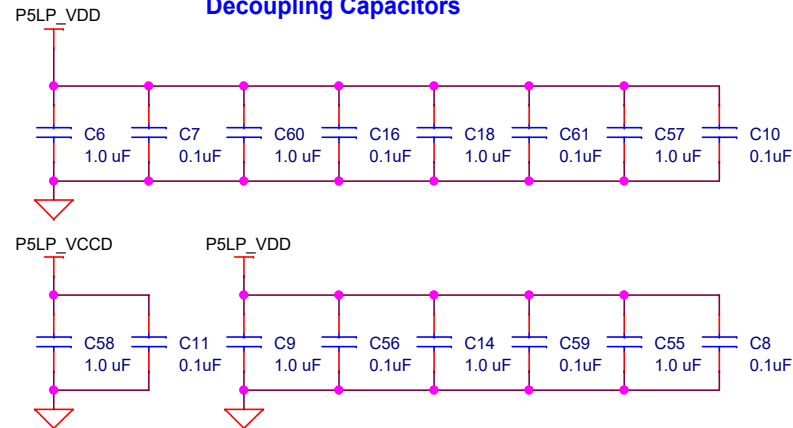 Decoupling Capacitors
P5LP_VDD
C6 C7 C60 C16 C18 C61 C57 C10
1.0 uF 0.1uF 1.0 uF 0.1uF 1.0 uF 0.1uF 1.0 uF 0.1uF
P5LP_VCCD P5LP_VDD
C58 C11 C9 C56 C14 C59 C55 C8
1.0 uF 0.1uF 1.0 uF 0.1uF 1.0 uF 0.1uF 1.0 uF 0.1uF